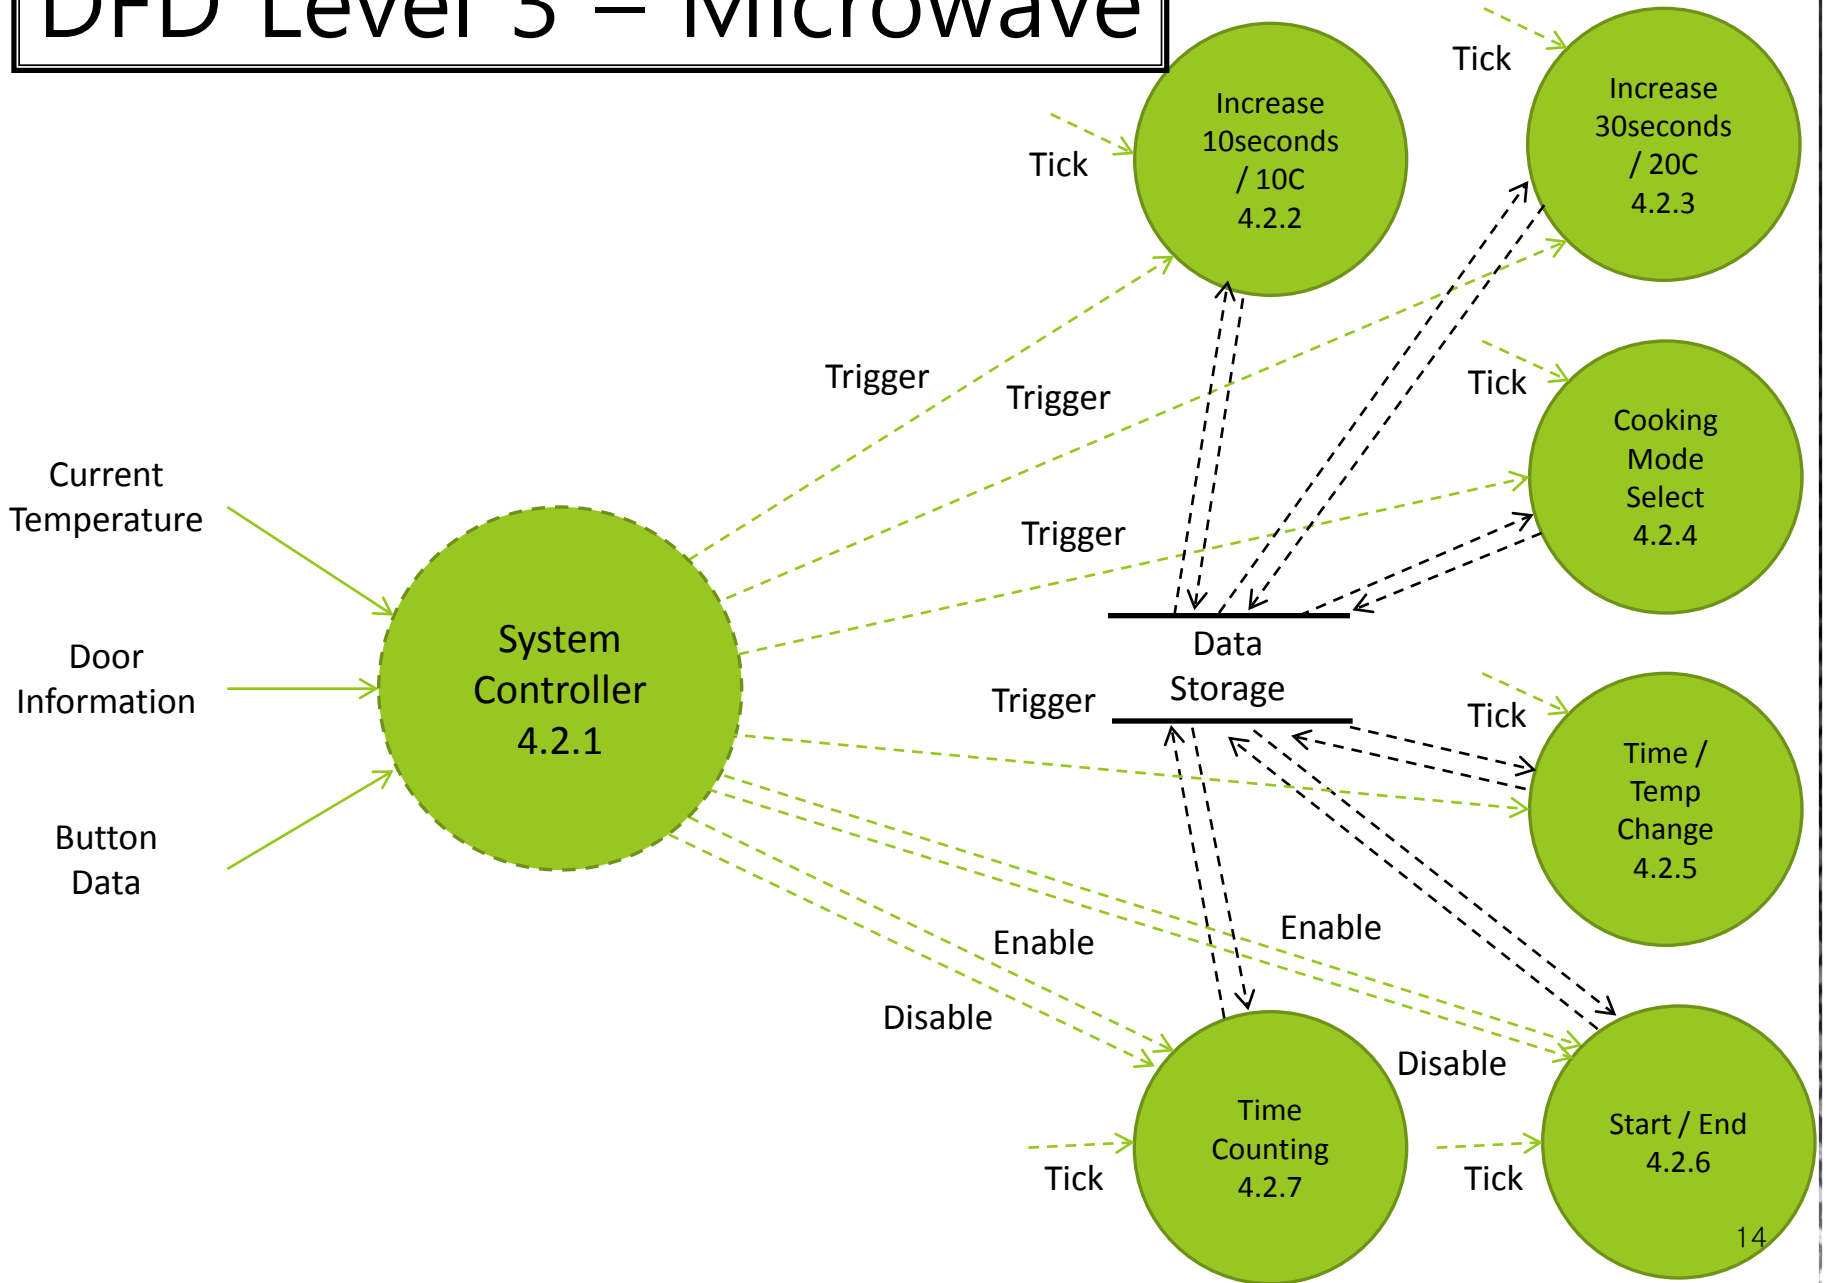 DFD Level 3 – Microwave
Tick
Increase
10seconds
/ 10C
4.2.2
Tick
Increase
30seconds
/ 20C
4.2.3
Trigger
Trigger
Tick
Cooking
Mode
Select
4.2.4
Current
Temperature
Trigger
Door
Information
System
Controller
4.2.1
Data
Storage
Trigger
Tick
Time /
Temp
Change
4.2.5
Button
Data
Enable
Enable
Disable
Disable
Time
Counting
4.2.7
Tick
Start / End
4.2.6
Tick
14